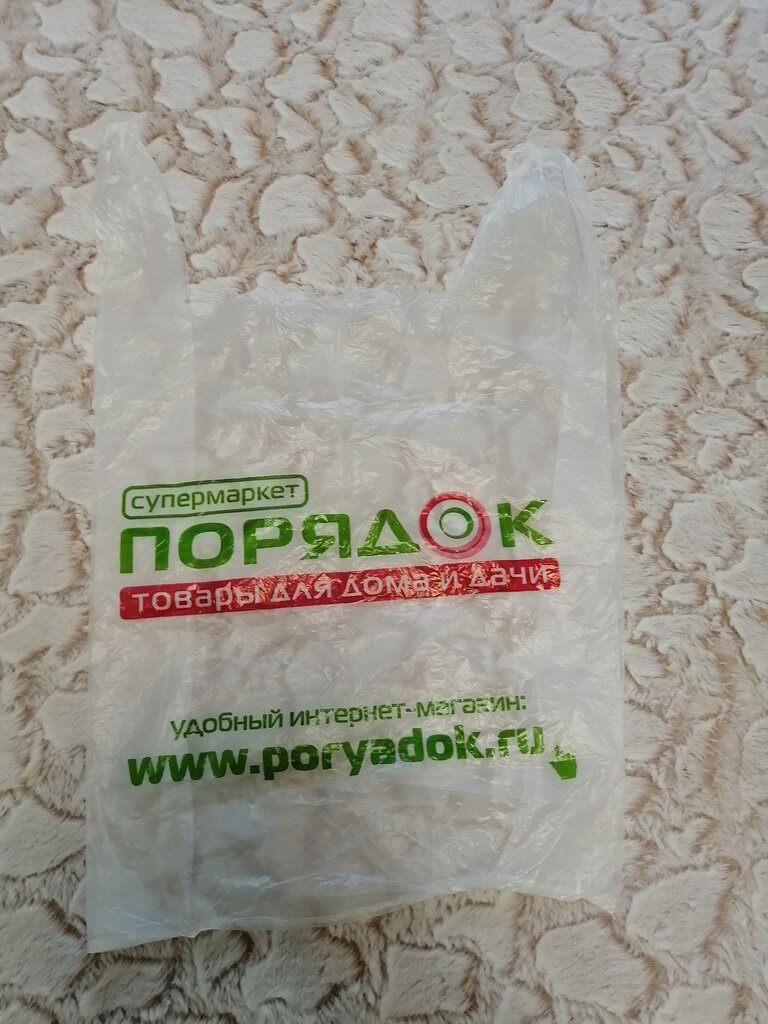 супермаркет
ПОРЯДОК
товары для дома и дачи
удобный интернет-магазин:
www.poryadok.ru